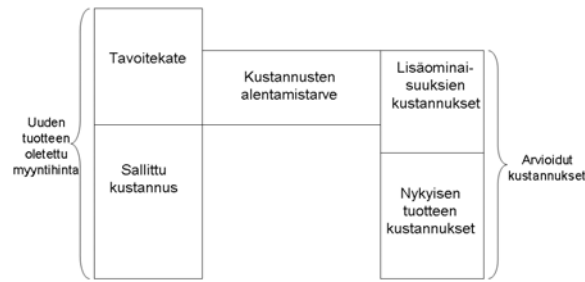 Uuden
tuotteen
oletettu
myyntihinta
Tavoitekate
Sallittu
kustannus
Kustannusten
alentamistarve
Lisäominai-
suuksien
kustannukset
Nykyisen
tuotteen
kustannukset
Arvioidut
kustannukset